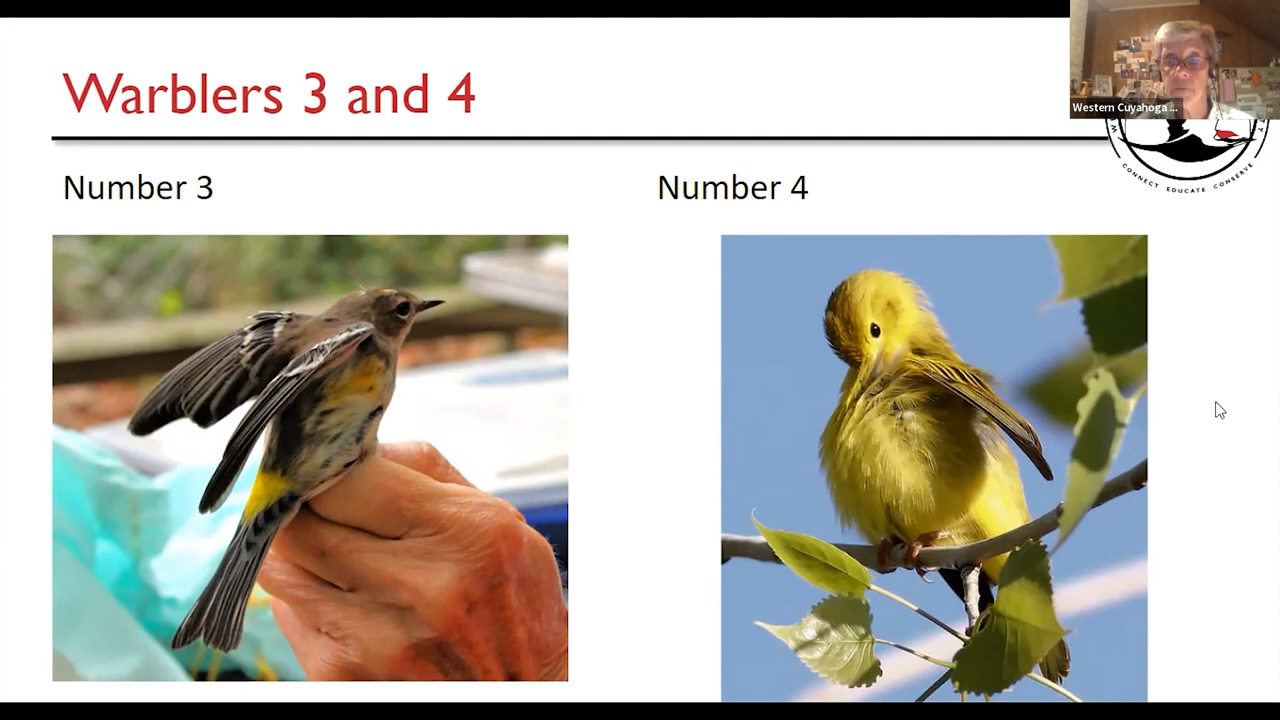 Warblers 3 and 4
Western Cuyahoga ...
Number 3
Number 4
CONNECT EDUCATE CONSERVE